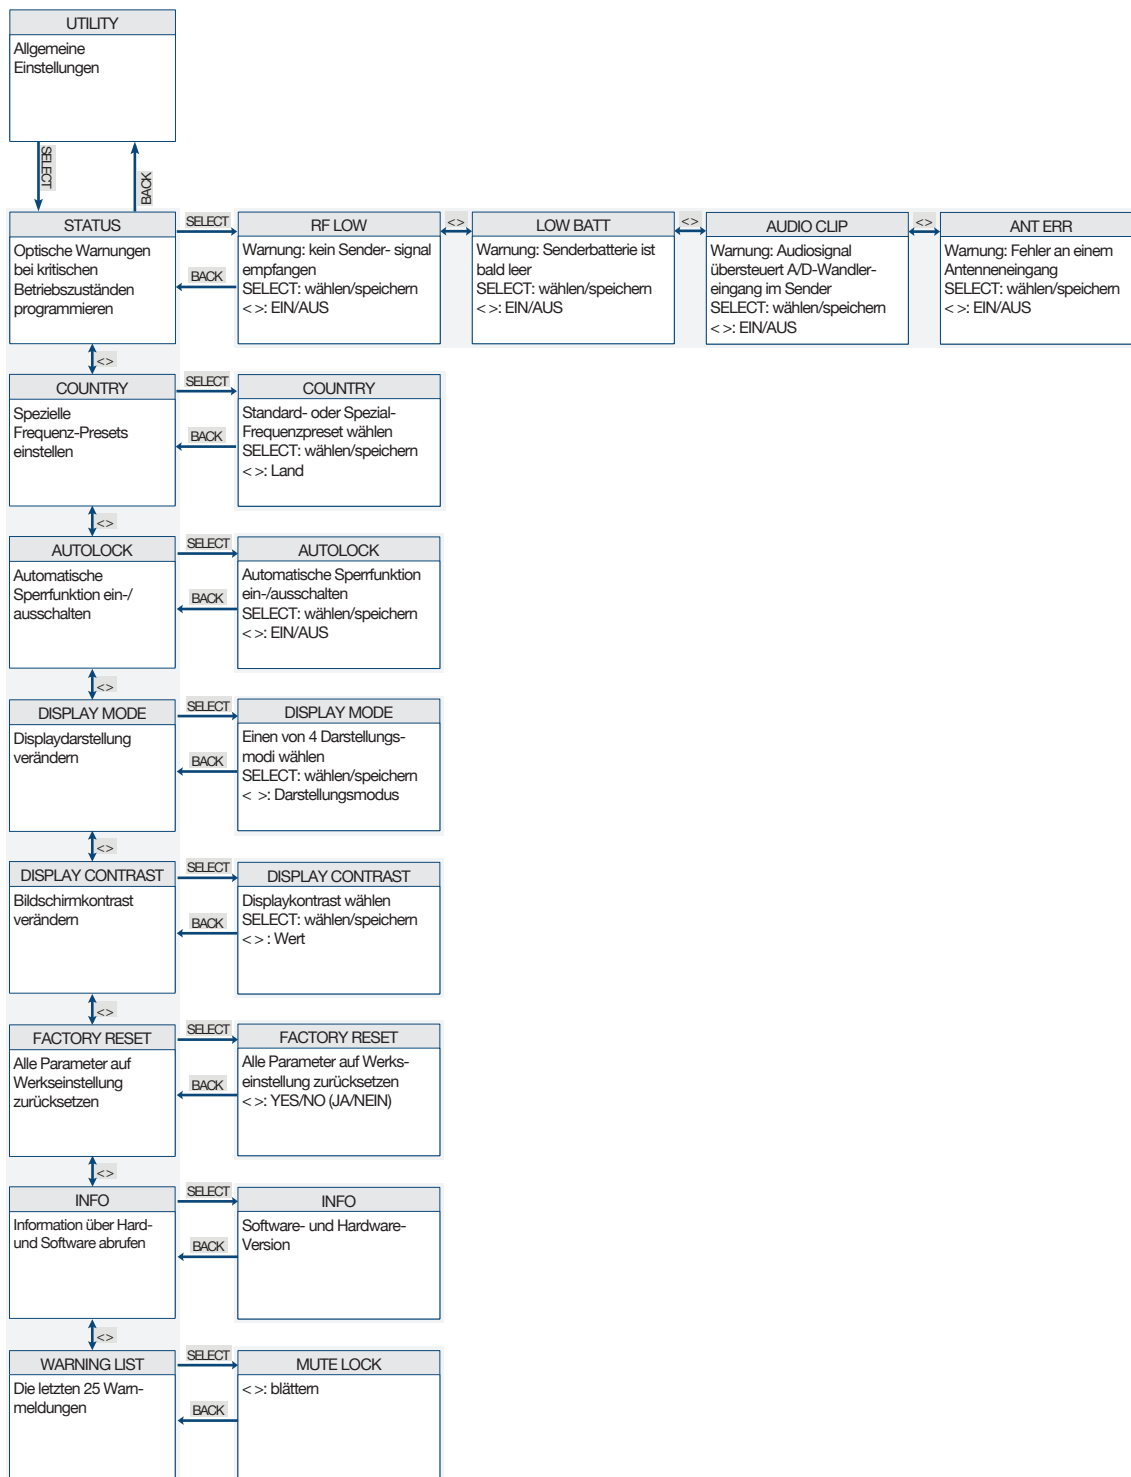 UTILITY
Allgemeine
Einstellungen
SELECT
BACK
STATUS
Optische Warnungen
bei kritischen
Betriebszuständen
programmieren
SELECT
BACK
RF LOW
Warnung: kein Sender- signal
empfangen
SELECT: wählen/speichern
< >: EIN/AUS
<>
LOW BATT
Warnung: Senderbatterie ist
bald leer
SELECT: wählen/speichern
< >: EIN/AUS
<>
AUDIO CLIP
Warnung: Audiosignal
übersteuert A/D-Wandler-
eingang im Sender
SELECT: wählen/speichern
< >: EIN/AUS
<>
ANT ERR
Warnung: Fehler an einem
Antenneneingang
SELECT: wählen/speichern
< >: EIN/AUS
<>
COUNTRY
Spezielle
Frequenz-Presets
einstellen
SELECT
BACK
COUNTRY
Standard- oder Spezial-
Frequenzpreset wählen
SELECT: wählen/speichern
< >: Land
<>
AUTOLOCK
Automatische
Sperrfunktion ein-/
ausschalten
SELECT
BACK
AUTOLOCK
Automatische Sperrfunktion
ein-/ausschalten
SELECT: wählen/speichern
< >: EIN/AUS
<>
DISPLAY MODE
Displaydarstellung
verändern
SELECT
BACK
DISPLAY MODE
Einen von 4 Darstellungs-
modi wählen
SELECT: wählen/speichern
< >: Darstellungsmodus
<>
DISPLAY CONTRAST
Bildschirmkontrast
verändern
SELECT
BACK
DISPLAY CONTRAST
Displaykontrast wählen
SELECT: wählen/speichern
< > : Wert
<>
FACTORY RESET
Alle Parameter auf
Werkseinstellung
zurücksetzen
SELECT
BACK
FACTORY RESET
Alle Parameter auf Werks-
einstellung zurücksetzen
< >: YES/NO (JA/NEIN)
<>
INFO
Information über Hard-
und Software abrufen
SELECT
BACK
INFO
Software- und Hardware-
Version
<>
WARNING LIST
Die letzten 25 Warn-
meldungen
SELECT
BACK
MUTE LOCK
< >: blättern